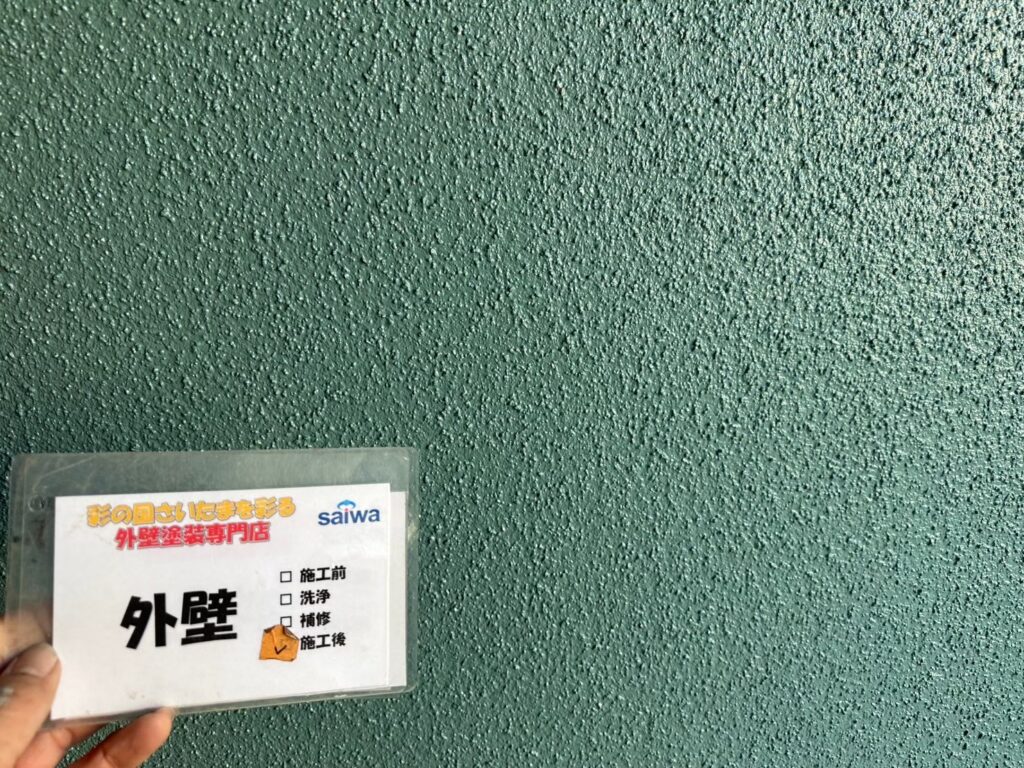 彩の国さいたまを彩る
外壁塗装専門店
saiwa
外壁
□ 施工前
□ 洗浄
□ 補修
✓ 施工後